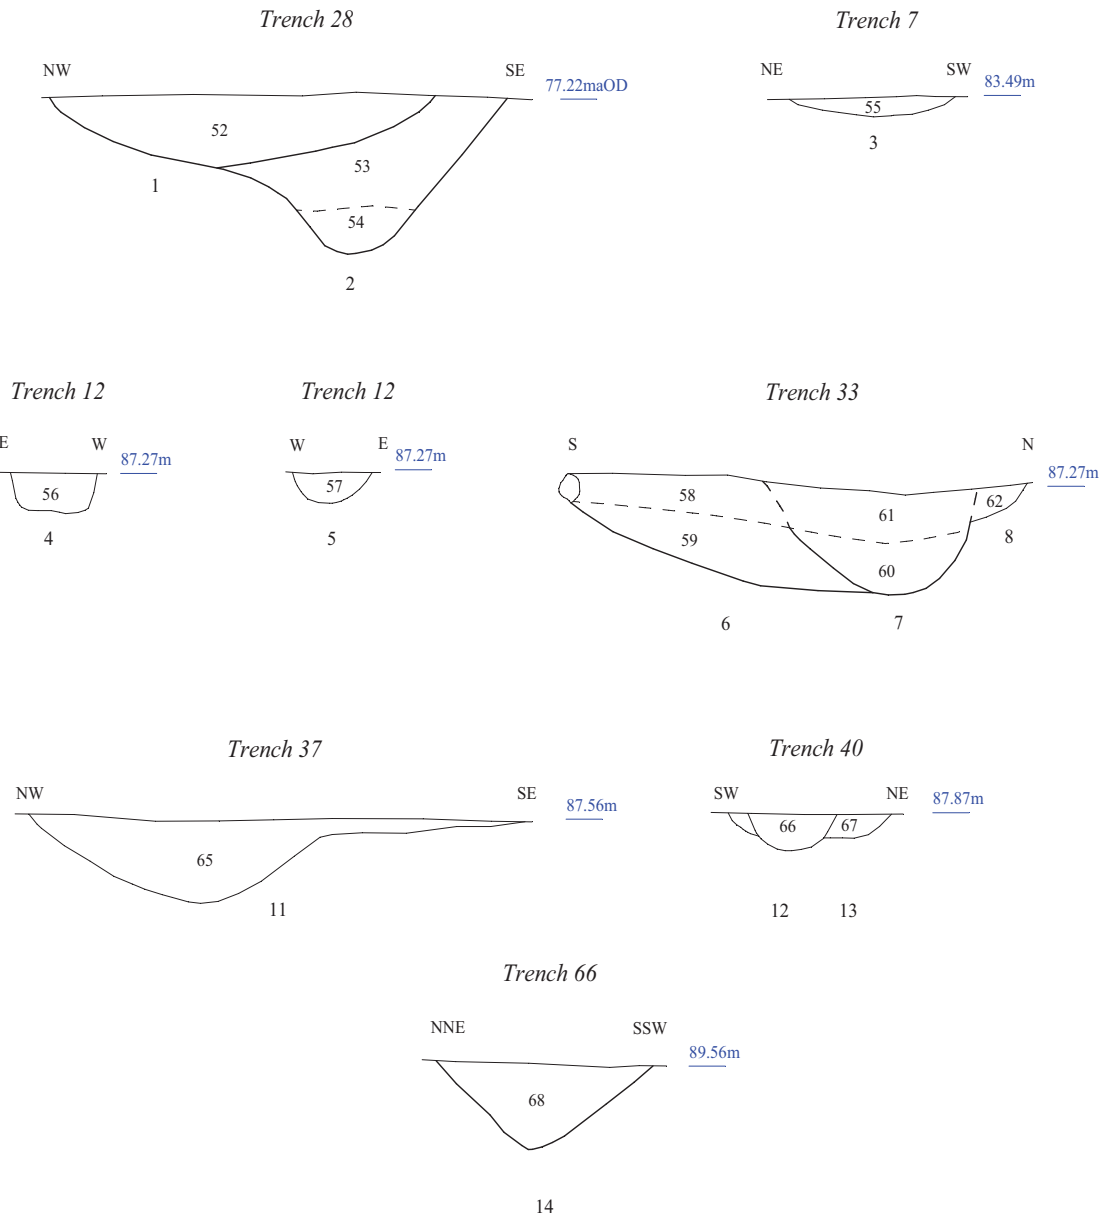 Trench 28
NW
SE
77.22maOD
52
53
1
54
2
Trench 7
NE
SW
83.49m
55
3
Trench 12
E
W
87.27m
56
4
Trench 12
W
E
87.27m
57
5
Trench 33
S
N
87.27m
58
61
62
59
8
60
6
7
Trench 37
NW
SE
87.56m
65
11
Trench 40
SW
NE
87.87m
66
67
12
13
Trench 66
NNE
SSW
89.56m
68
14